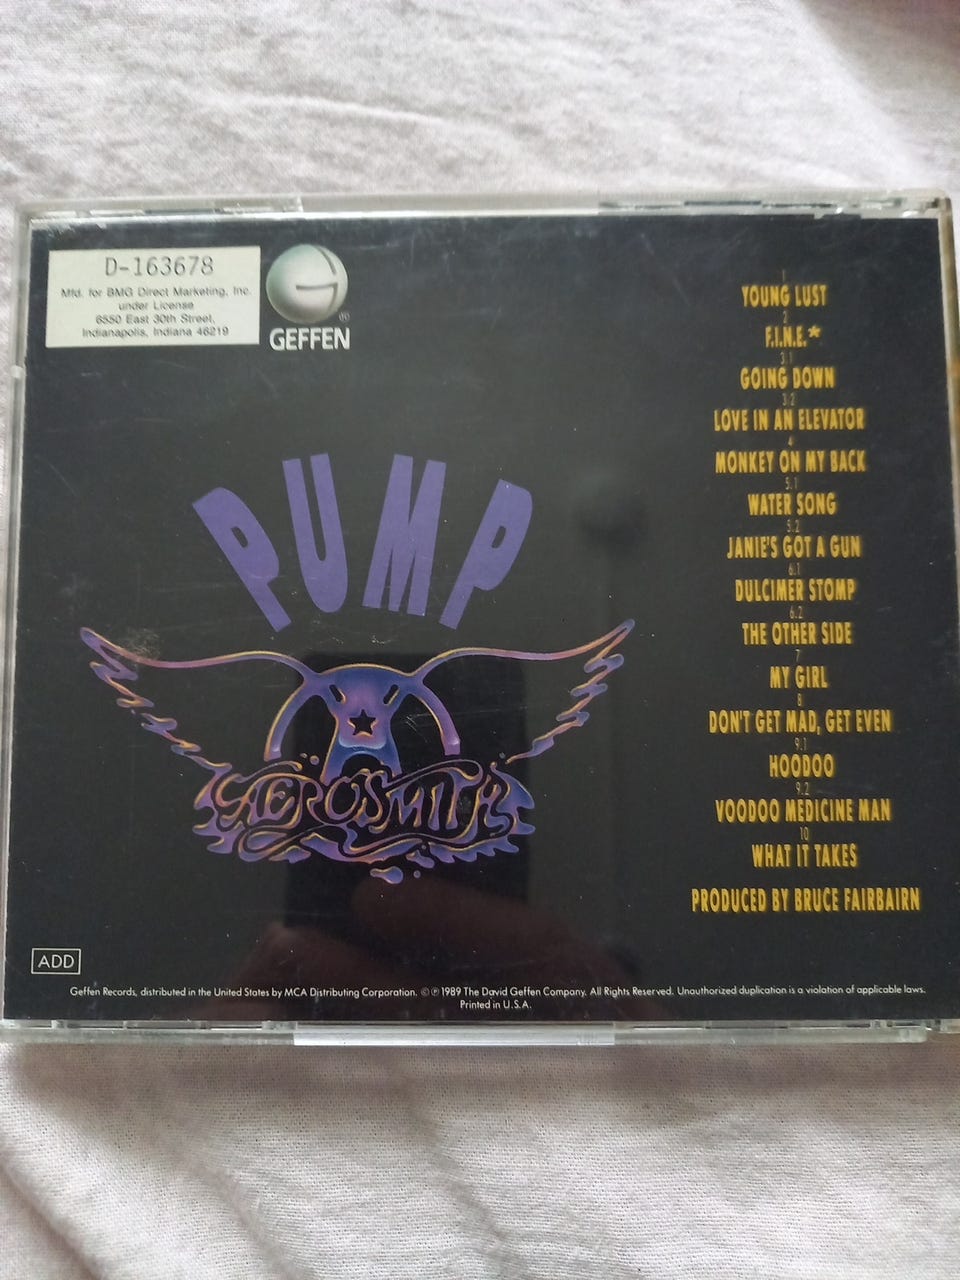 D-163678
Mfd. for BMG Direct Marketing, Inc.
under License
6550 East 30th Street,
Indianapolis, Indiana 46219
G
®
GEFFEN
PUMP
AEROSMITH
1
YOUNG LUST
2
F.I.N.E.*
3.1
GOING DOWN
3.2
LOVE IN AN ELEVATOR
4
MONKEY ON MY BACK
5.1
WATER SONG
5.2
JANIE'S GOT A GUN
6.1
DULCIMER STOMP
6.2
THE OTHER SIDE
7
MY GIRL
8
DON'T GET MAD, GET EVEN
9.1
HOODOO
9.2
VOODOO MEDICINE MAN
10
WHAT IT TAKES
PRODUCED BY BRUCE FAIRBAIRN
ADD
Geffen Records, distributed in the United States by MCA Distributing Corporation. ©℗1989 The David Geffen Company. All Rights Reserved. Unauthorized duplication is a violation of applicable laws.
Printed in U.S.A.